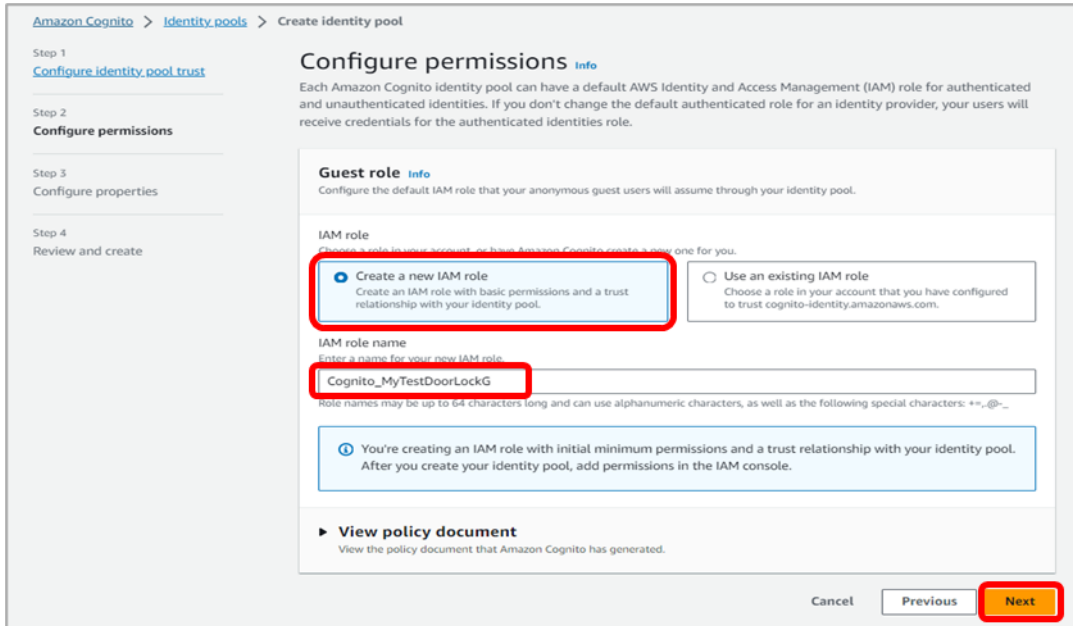 Amazon Cognito > Identity pools > Create identity pool
Step 1
Configure identity pool trust
Step 2
Configure permissions
Step 3
Configure properties
Step 4
Review and create
Configure permissions Info
Each Amazon Cognito identity pool can have a default AWS Identity and Access Management (IAM) role for authenticated
and unauthenticated identities. If you don't change the default authenticated role for an identity provider, your users will
receive credentials for the authenticated identities role.
Guest role Info
Configure the default IAM role that your anonymous guest users will assume through your identity pool.
IAM role
Choose a role in your account, or have Amazon Cognito create a new one for you.
Create a new IAM role
Create an IAM role with basic permissions and a trust
relationship with your identity pool.
Use an existing IAM role
Choose a role in your account that you have configured
to trust cognito-identity.amazonaws.com.
IAM role name
Enter a name for your new IAM role.
Cognito_MyTestDoorLockG
Role names may be up to 64 characters long and can use alphanumeric characters, as well as the following special characters: +=,.@-_
You're creating an IAM role with initial minimum permissions and a trust relationship with your identity pool.
After you create your identity pool, add permissions in the IAM console.
View policy document
View the policy document that Amazon Cognito has generated.
Cancel
Previous
Next